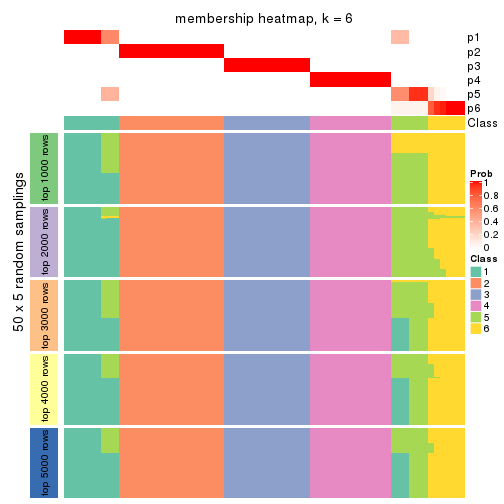 membership heatmap, k = 6
p1
p2
p3
p4
p5
p6
Class
50 x 5 random samplings
top 1000 rows
top 2000 rows
top 3000 rows
top 4000 rows
top 5000 rows
Prob
1
0.8
0.6
0.4
0.2
0
Class
1
2
3
4
5
6